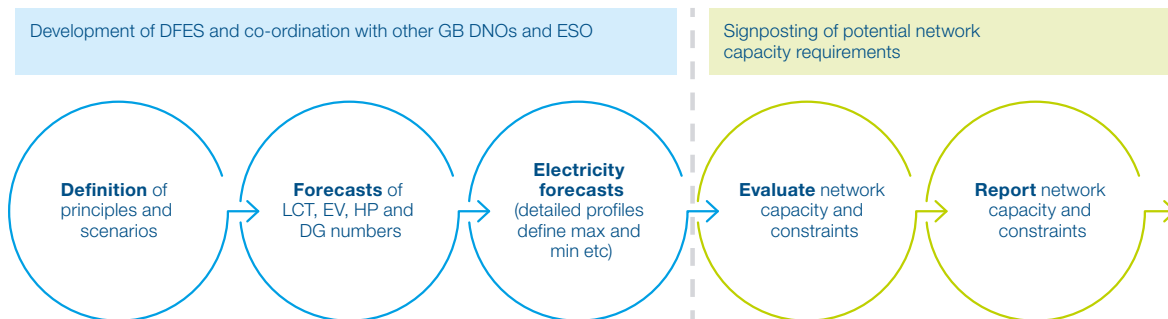 Development of DFES and co-ordination with other GB DNOs and ESO
Signposting of potential network
capacity requirements
Definition of
principles and
scenarios
Forecasts of
LCT, EV, HP and
DG numbers
Electricity
forecasts
(detailed profiles
define max and
min etc)
Evaluate network
capacity and
constraints
Report network
capacity and
constraints